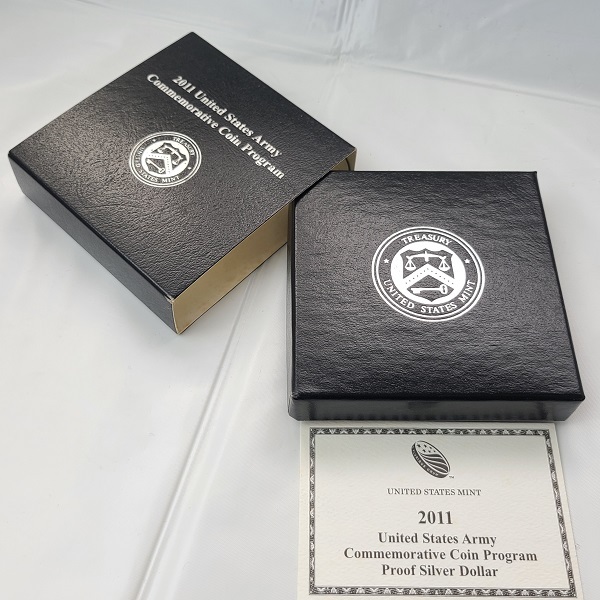 2011 United States Army
Commemorative Coin Program
TREASURY
UNITED STATES MINT
TREASURY
UNITED STATES MINT
UNITED STATES MINT
2011
United States Army
Commemorative Coin Program
Proof Silver Dollar